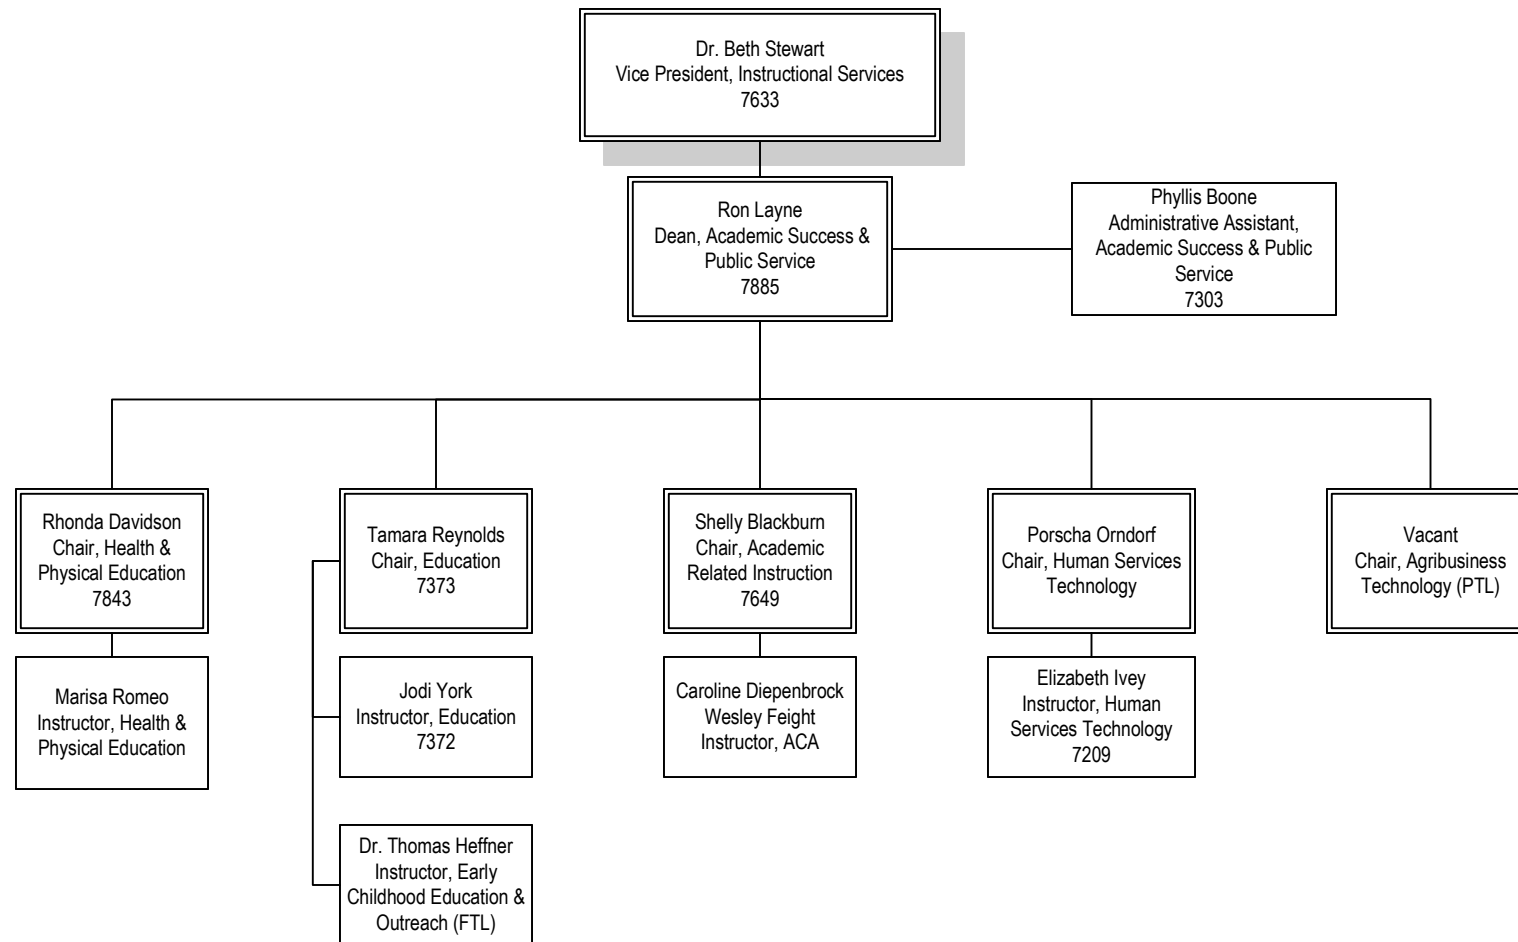 Dr. Beth Stewart
Vice President, Instructional Services
7633
Ron Layne
Dean, Academic Success &
Public Service
7885
Phyllis Boone
Administrative Assistant,
Academic Success & Public
Service
7303
Rhonda Davidson
Chair, Health &
Physical Education
7843
Tamara Reynolds
Chair, Education
7373
Shelly Blackburn
Chair, Academic
Related Instruction
7649
Porscha Orndorf
Chair, Human Services
Technology
Vacant
Chair, Agribusiness
Technology (PTL)
Marisa Romeo
Instructor, Health &
Physical Education
Jodi York
Instructor, Education
7372
Caroline Diepenbrock
Wesley Feight
Instructor, ACA
Elizabeth Ivey
Instructor, Human
Services Technology
7209
Dr. Thomas Heffner
Instructor, Early
Childhood Education &
Outreach (FTL)